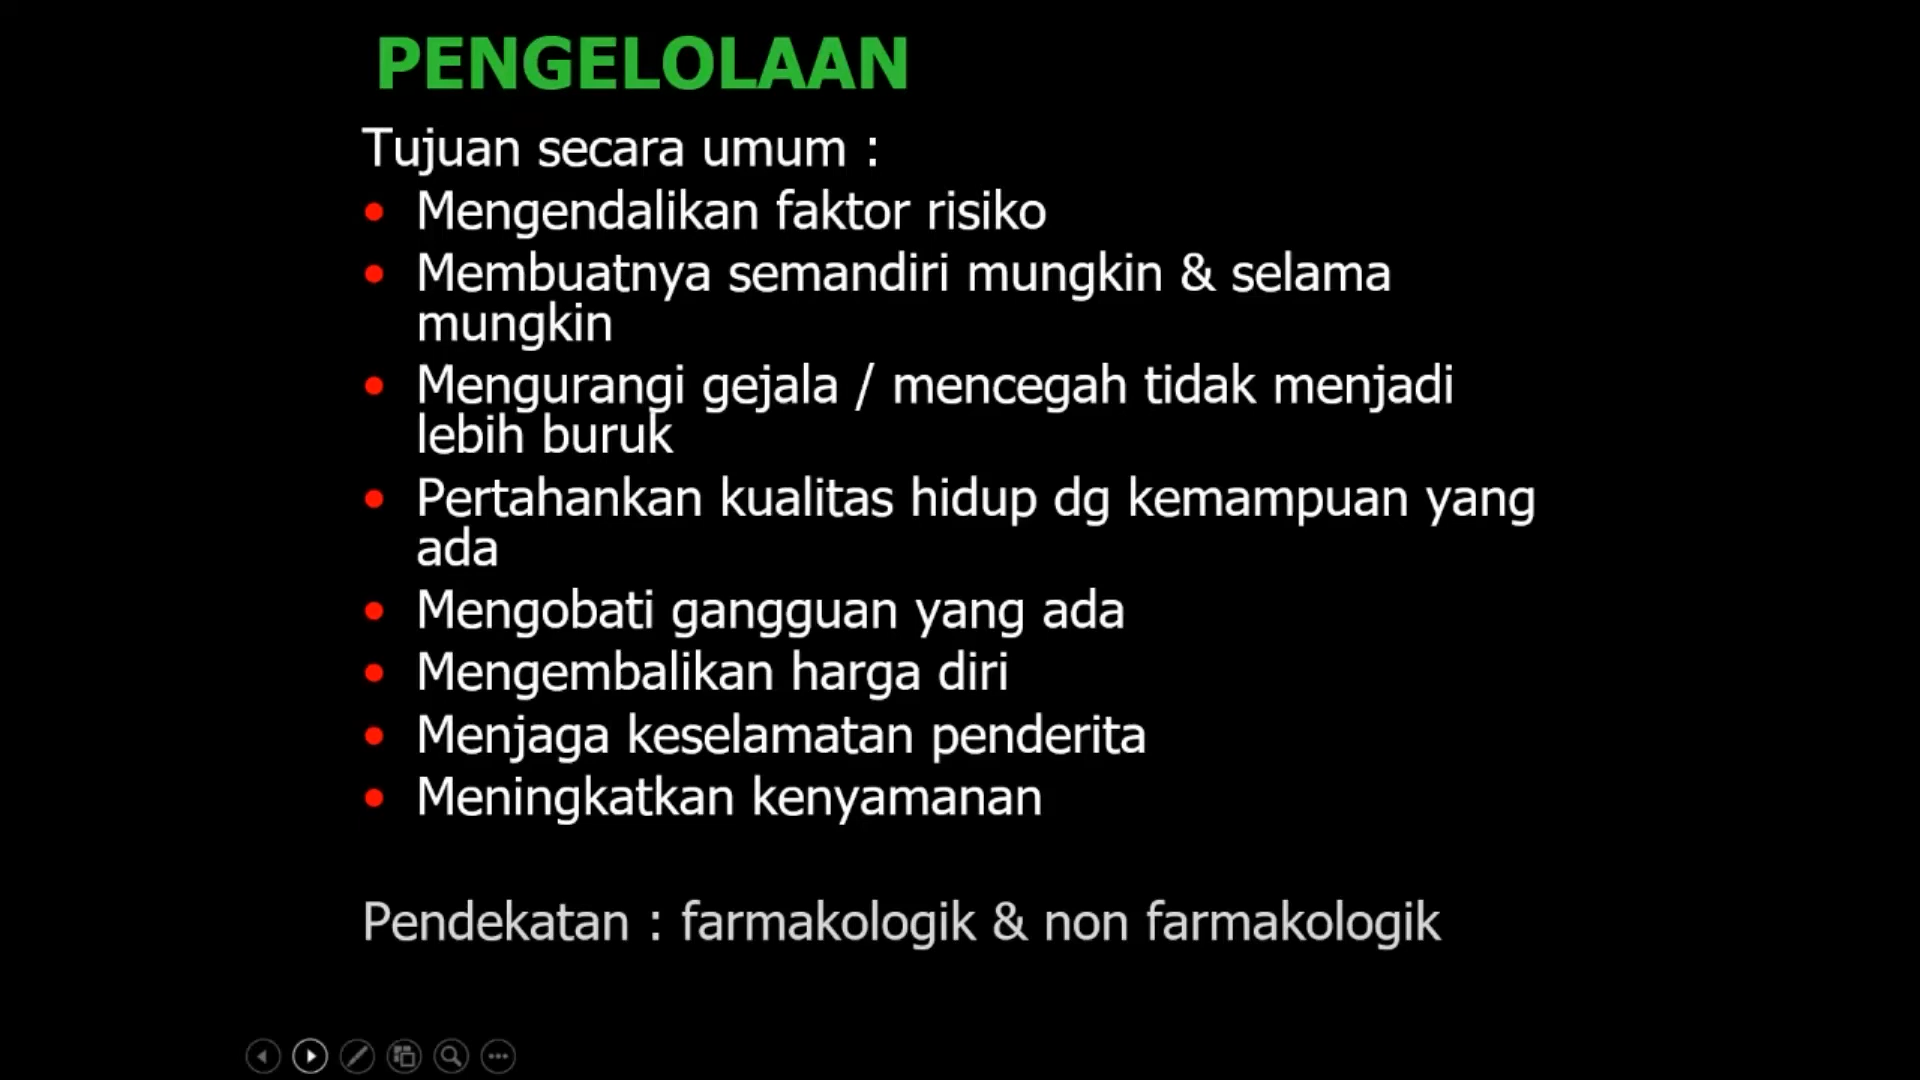 PENGELOLAAN
Tujuan secara umum :
• Mengendalikan faktor risiko
• Membuatnya semandiri mungkin & selama
mungkin
• Mengurangi gejala / mencegah tidak menjadi
lebih buruk
• Pertahankan kualitas hidup dg kemampuan yang
ada
• Mengobati gangguan yang ada
• Mengembalikan harga diri
• Menjaga keselamatan penderita
• Meningkatkan kenyamanan
Pendekatan : farmakologik & non farmakologik